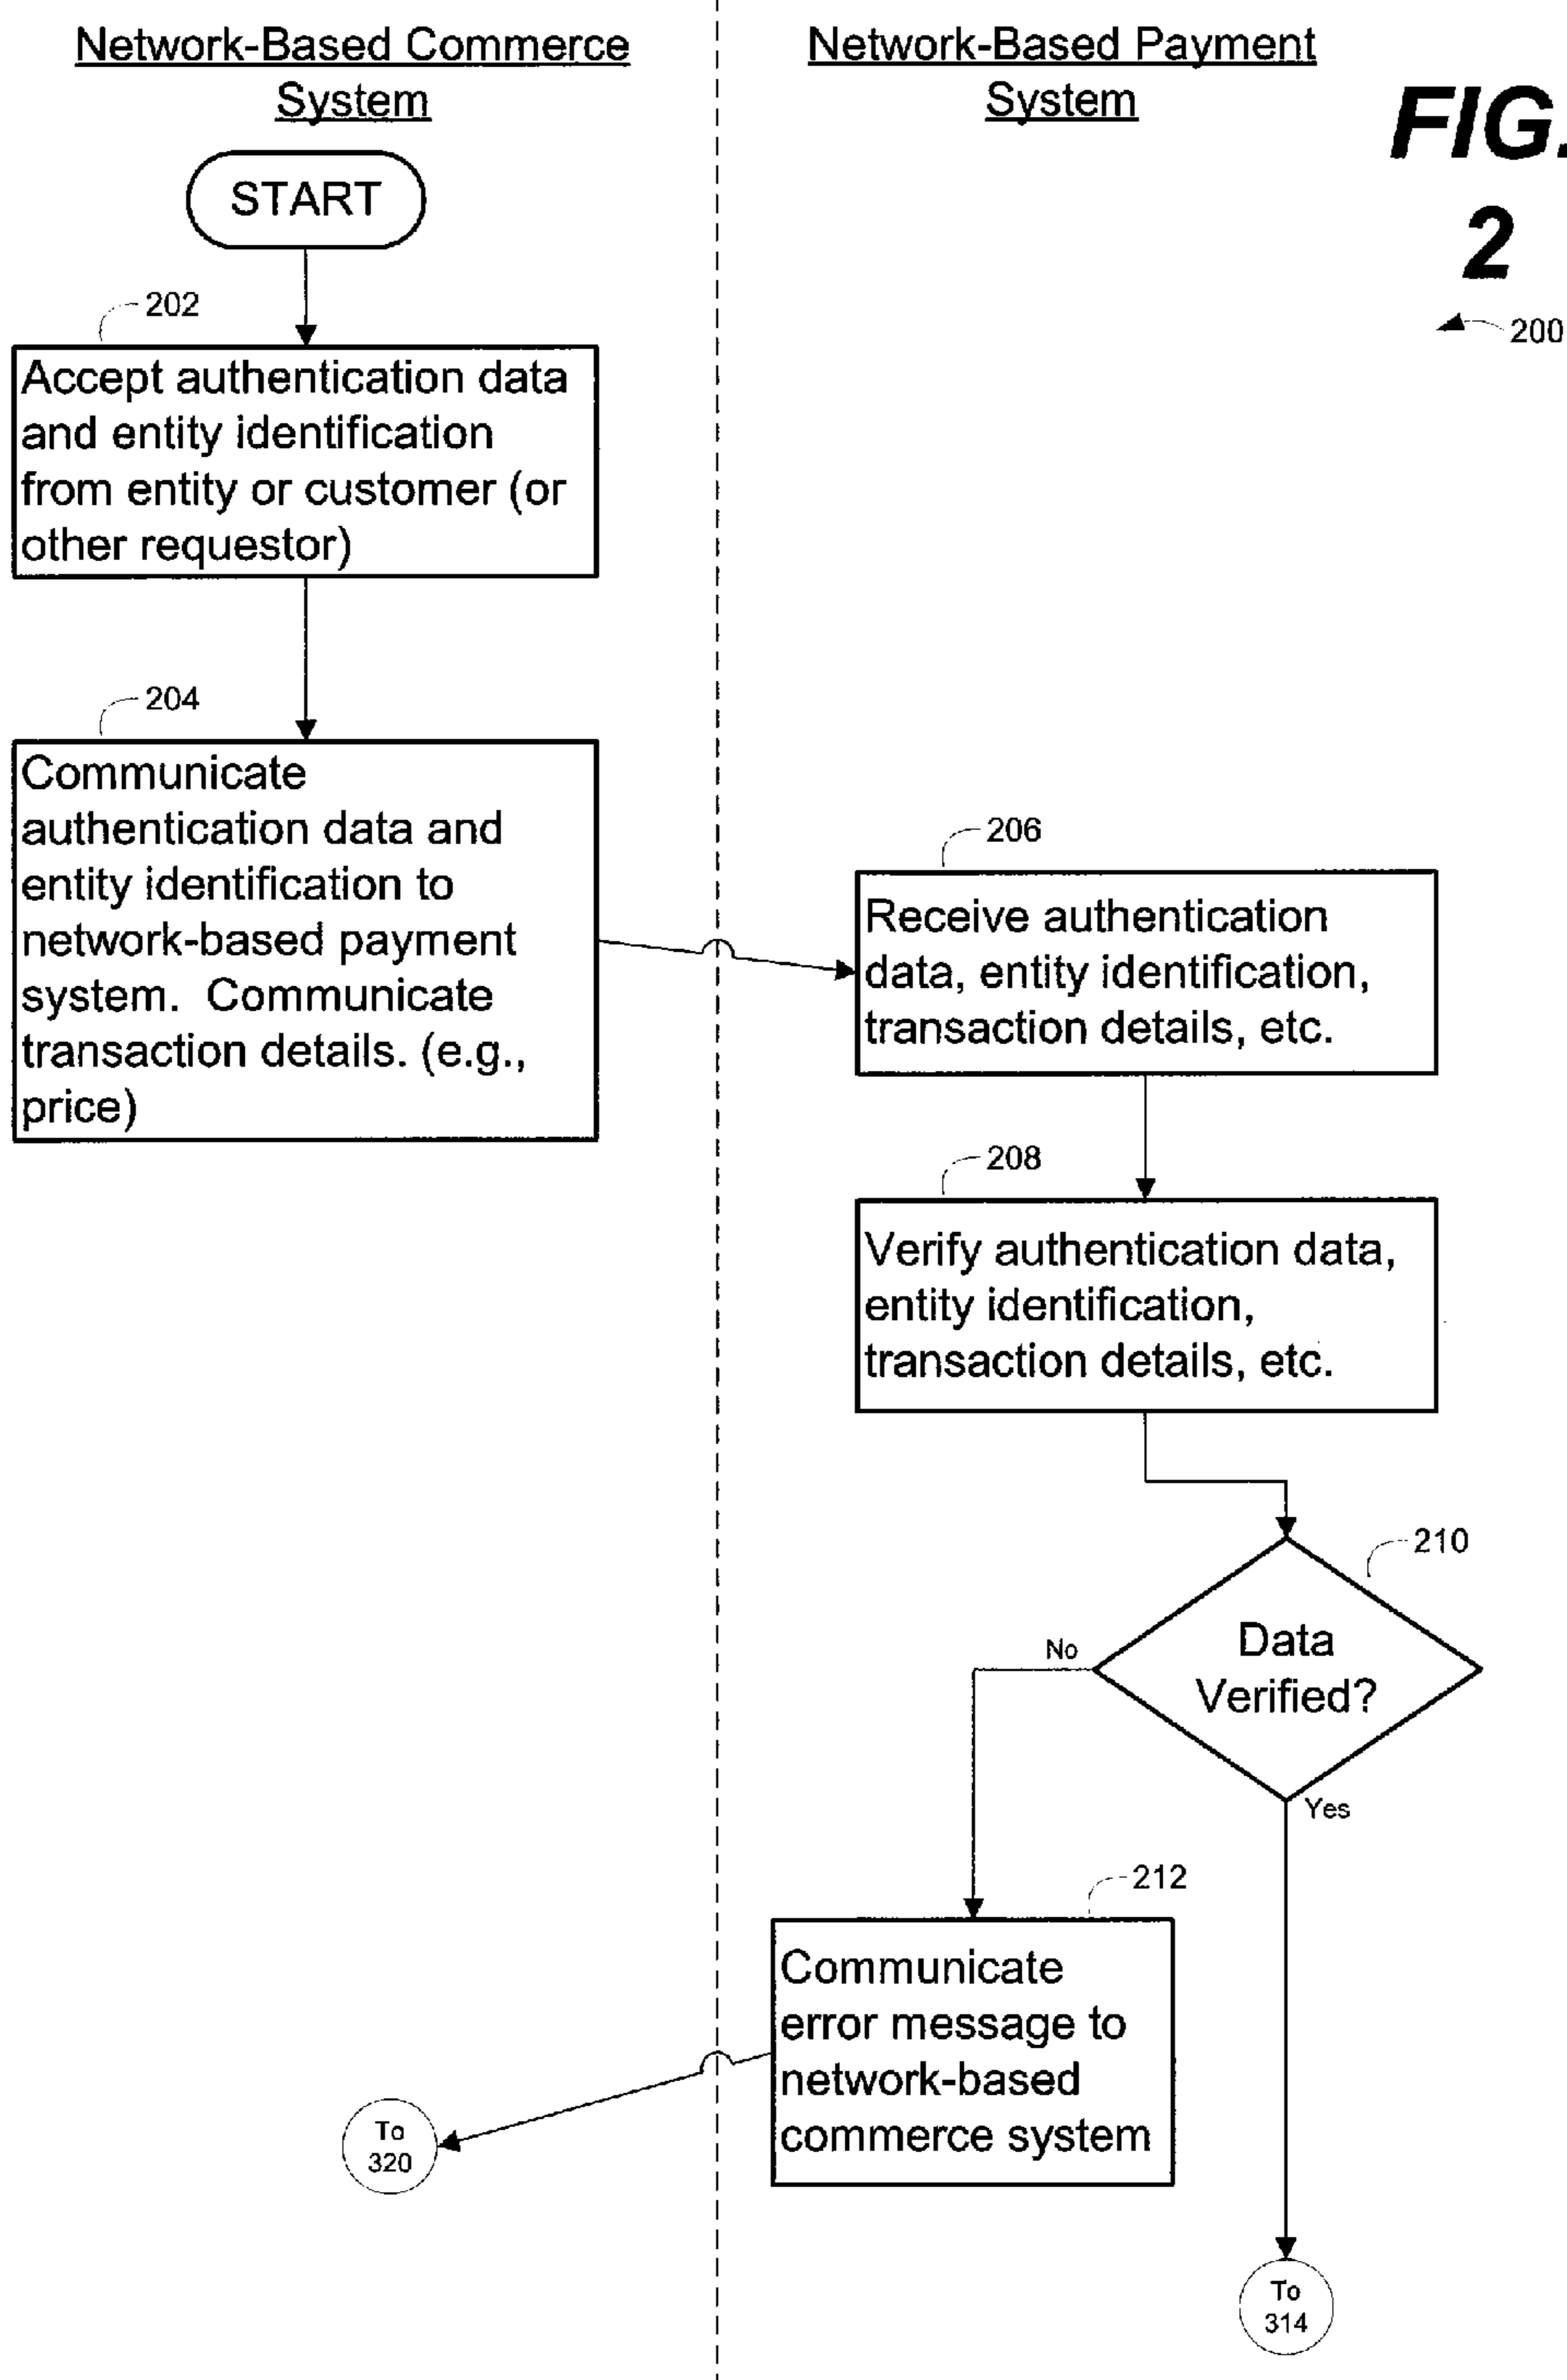 Network-Based Commerce
System
Network-Based Payment
System
FIG.
2
200
START
202
Accept authentication data
and entity identification
from entity or customer (or
other requestor)
204
Communicate
authentication data and
entity identification to
network-based payment
system.  Communicate
transaction details. (e.g.,
price)
206
Receive authentication
data, entity identification,
transaction details, etc.
208
Verify authentication data,
entity identification,
transaction details, etc.
210
Data
Verified?
No
Yes
212
Communicate
error message to
network-based
commerce system
To
320
To
314